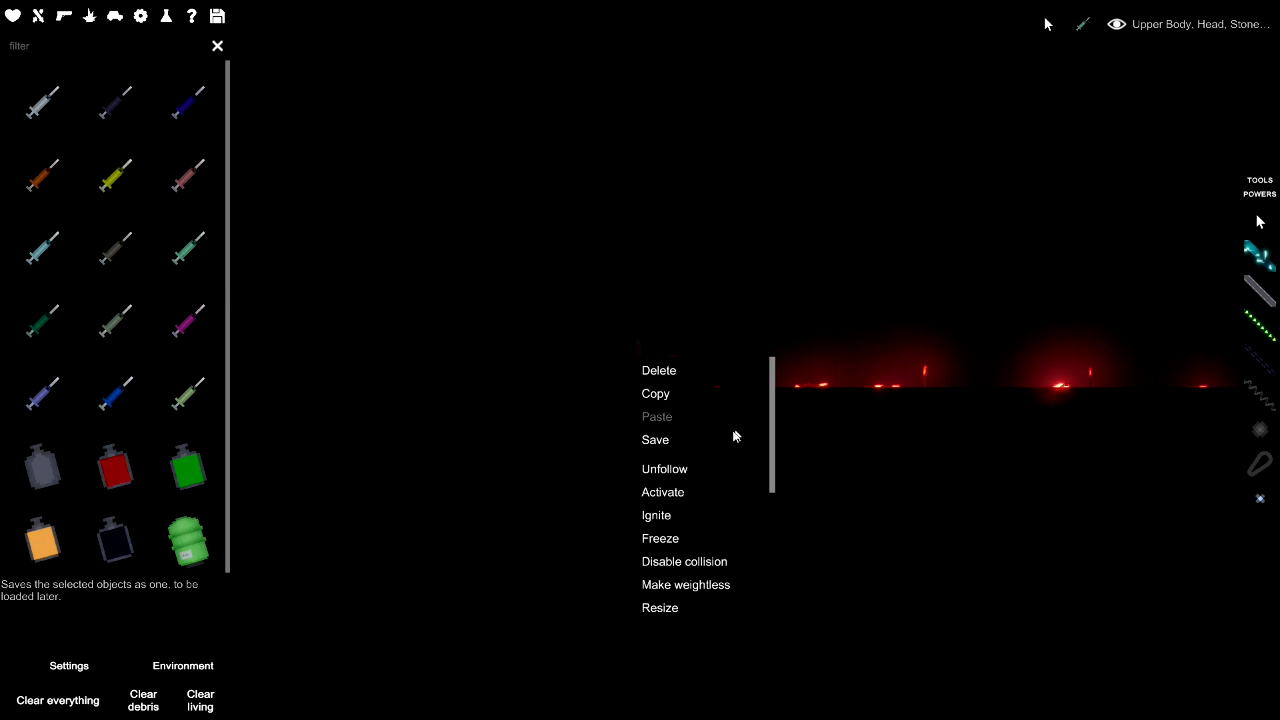 Upper Body, Head, Stone...
filter
TOOLS
POWERS
Delete
Copy
Paste
Save
Unfollow
Activate
Ignite
Freeze
Disable collision
Make weightless
Resize
Saves the selected objects as one, to be
loaded later.
Settings
Environment
Clear everything
Clear
debris
Clear
living